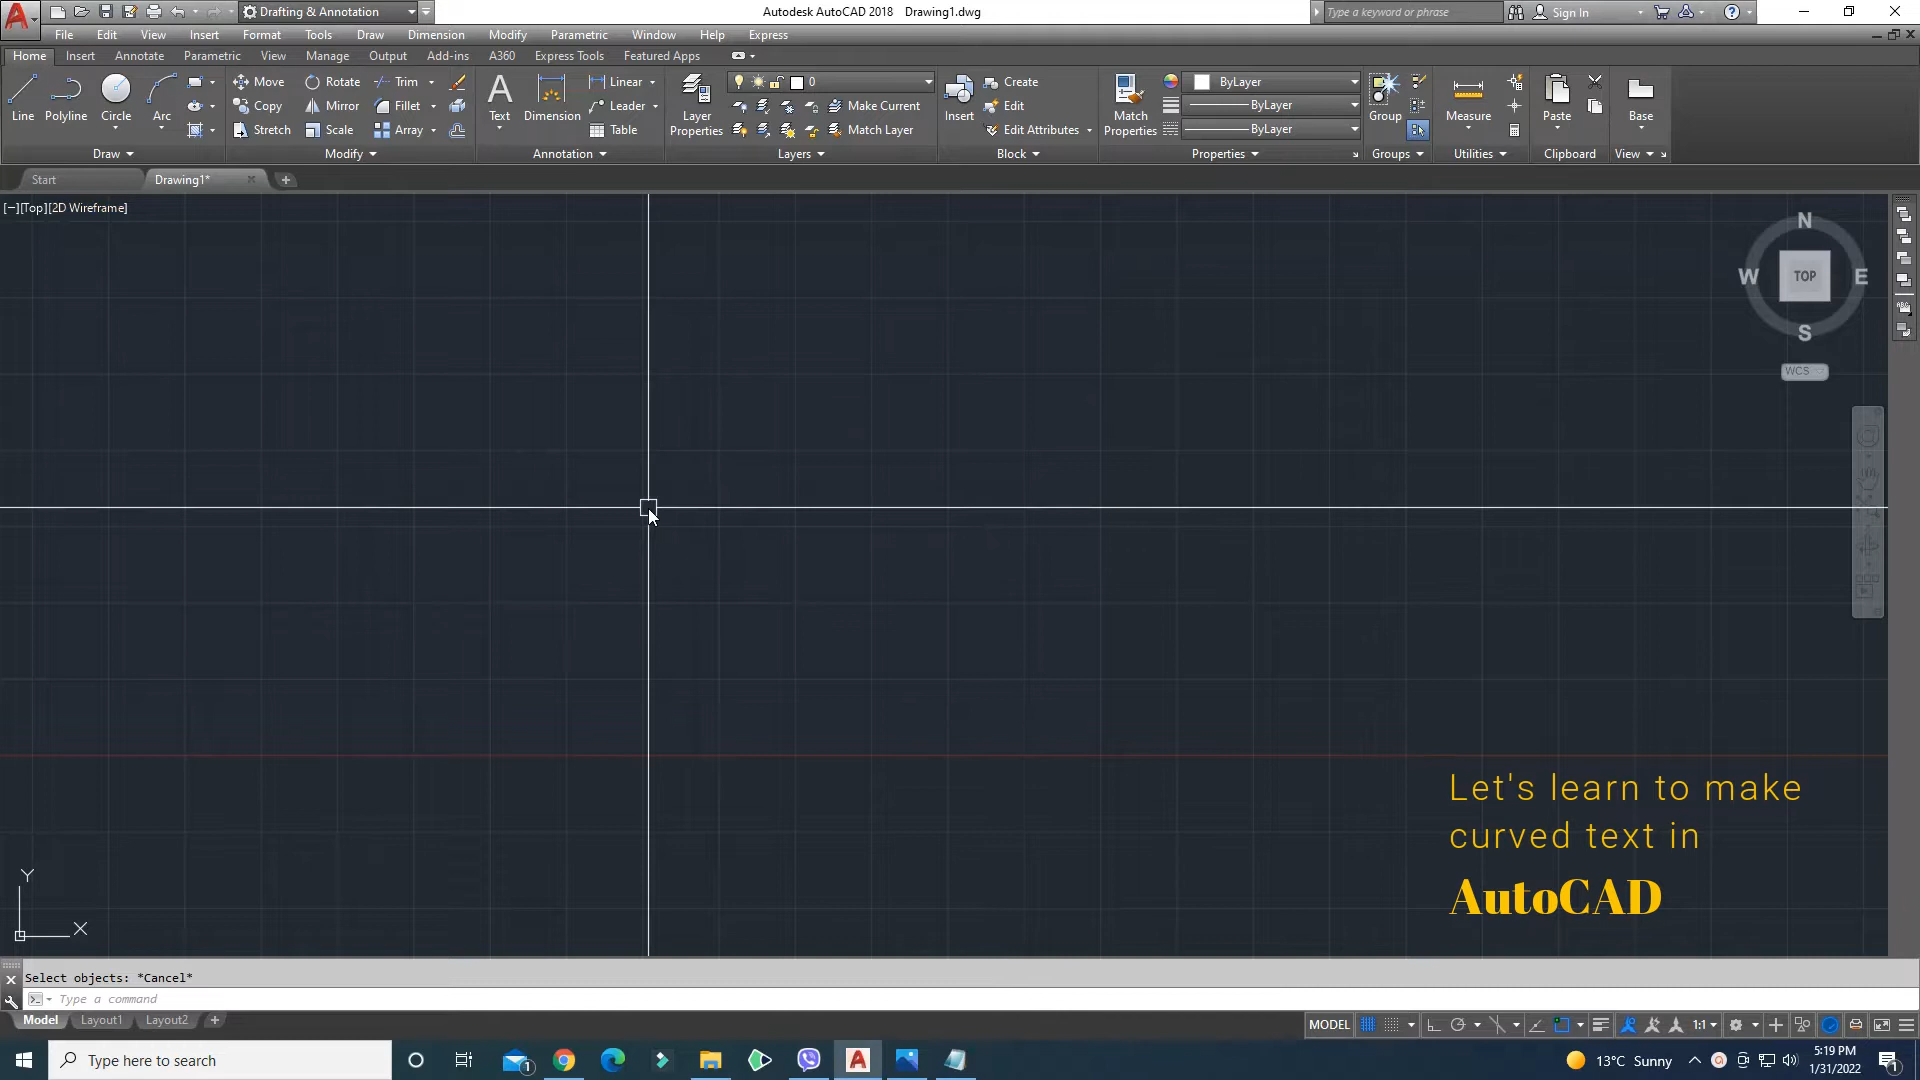 Drafting & Annotation
Autodesk AutoCAD 2018 Drawing1.dwg
Type a keyword or phrase
Sign In
File Edit View Insert Format Tools Draw Dimension Modify Parametric Window Help Express
Home Insert Annotate Parametric View Manage Output Add-ins A360 Express Tools Featured Apps
Line Polyline Circle Arc
Move Rotate Trim
Copy Mirror Fillet
Stretch Scale Array
Text Dimension
Linear
Leader
Table
Layer Properties
0
Make Current
Match Layer
Insert
Create
Edit
Edit Attributes
Match Properties
ByLayer
ByLayer
ByLayer
Group Measure Paste Base
Draw Modify Annotation Layers Block Properties Groups Utilities Clipboard View
Start Drawing1*
[−][Top][2D Wireframe]
N
W TOP E
S
WCS
Let's learn to make
curved text in
AutoCAD
Y
X
Select objects: *Cancel*
Type a command
Model Layout1 Layout2
MODEL 1:1
Type here to search
1
13°C Sunny
5:19 PM
1/31/2022
1